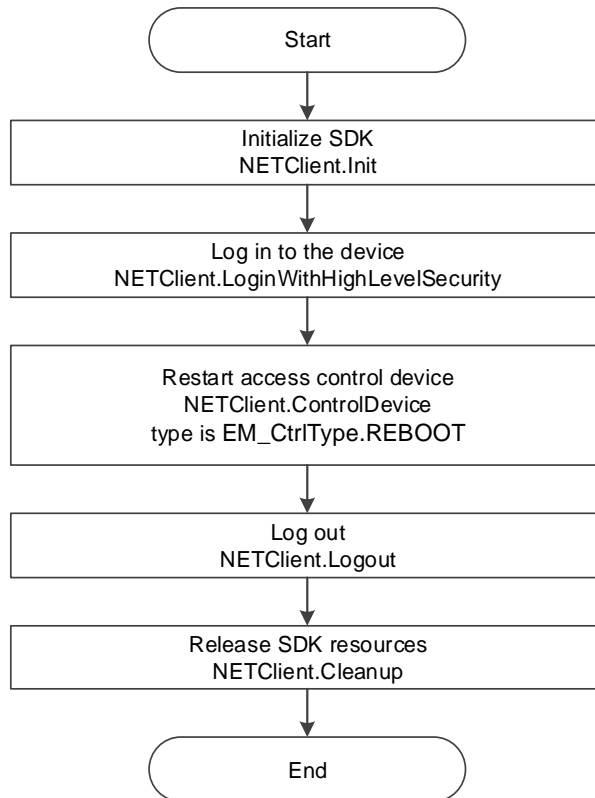 Start
Initialize SDK
NETClient.Init
Log in to the device
NETClient.LoginWithHighLevelSecurity
Restart access control device
NETClient.ControlDevice
type is EM_CtrlType.REBOOT
Log out
NETClient.Logout
Release SDK resources
NETClient.Cleanup
End